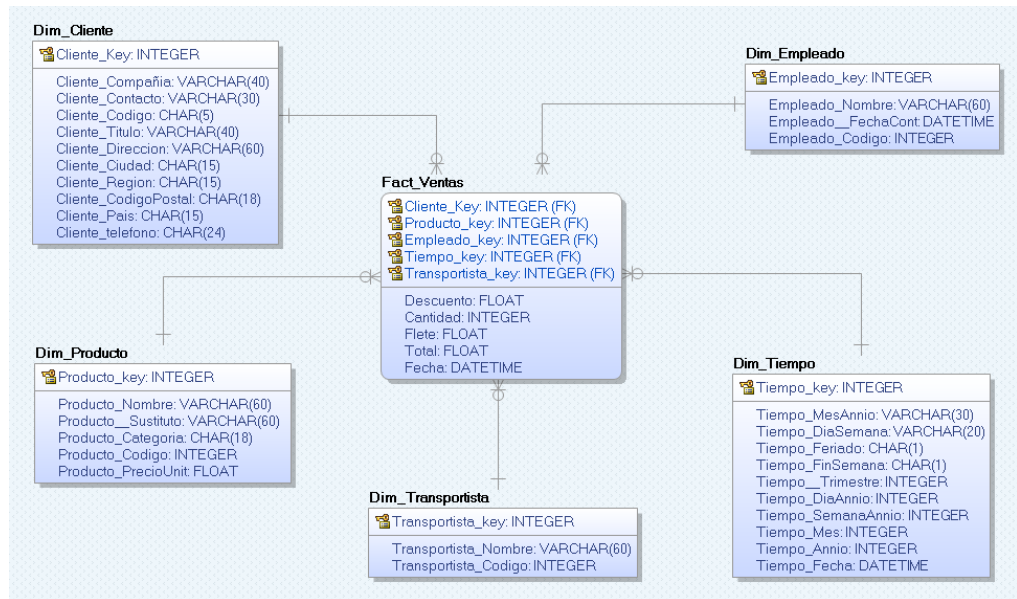 Dim_Cliente
Cliente_Key: INTEGER
Cliente_Compañia: VARCHAR(40)
Cliente_Contacto: VARCHAR(30)
Cliente_Codigo: CHAR(5)
Cliente_Titulo: VARCHAR(40)
Cliente_Direccion: VARCHAR(60)
Cliente_Ciudad: CHAR(15)
Cliente_Region: CHAR(15)
Cliente_CodigoPostal: CHAR(18)
Cliente_Pais: CHAR(15)
Cliente_telefono: CHAR(24)
Dim_Empleado
Empleado_key: INTEGER
Empleado_Nombre: VARCHAR(60)
Empleado__FechaCont: DATETIME
Empleado_Codigo: INTEGER
Fact_Ventas
Cliente_Key: INTEGER (FK)
Producto_key: INTEGER (FK)
Empleado_key: INTEGER (FK)
Tiempo_key: INTEGER (FK)
Transportista_key: INTEGER (FK)
Descuento: FLOAT
Cantidad: INTEGER
Flete: FLOAT
Total: FLOAT
Fecha: DATETIME
Dim_Producto
Producto_key: INTEGER
Producto_Nombre: VARCHAR(60)
Producto__Sustituto: VARCHAR(60)
Producto_Categoria: CHAR(18)
Producto_Codigo: INTEGER
Producto_PrecioUnit: FLOAT
Dim_Transportista
Transportista_key: INTEGER
Transportista_Nombre: VARCHAR(60)
Transportista_Codigo: INTEGER
Dim_Tiempo
Tiempo_key: INTEGER
Tiempo_MesAnnio: VARCHAR(30)
Tiempo_DiaSemana: VARCHAR(20)
Tiempo_Feriado: CHAR(1)
Tiempo_FinSemana: CHAR(1)
Tiempo__Trimestre: INTEGER
Tiempo_DiaAnnio: INTEGER
Tiempo_SemanaAnnio: INTEGER
Tiempo_Mes: INTEGER
Tiempo_Annio: INTEGER
Tiempo_Fecha: DATETIME